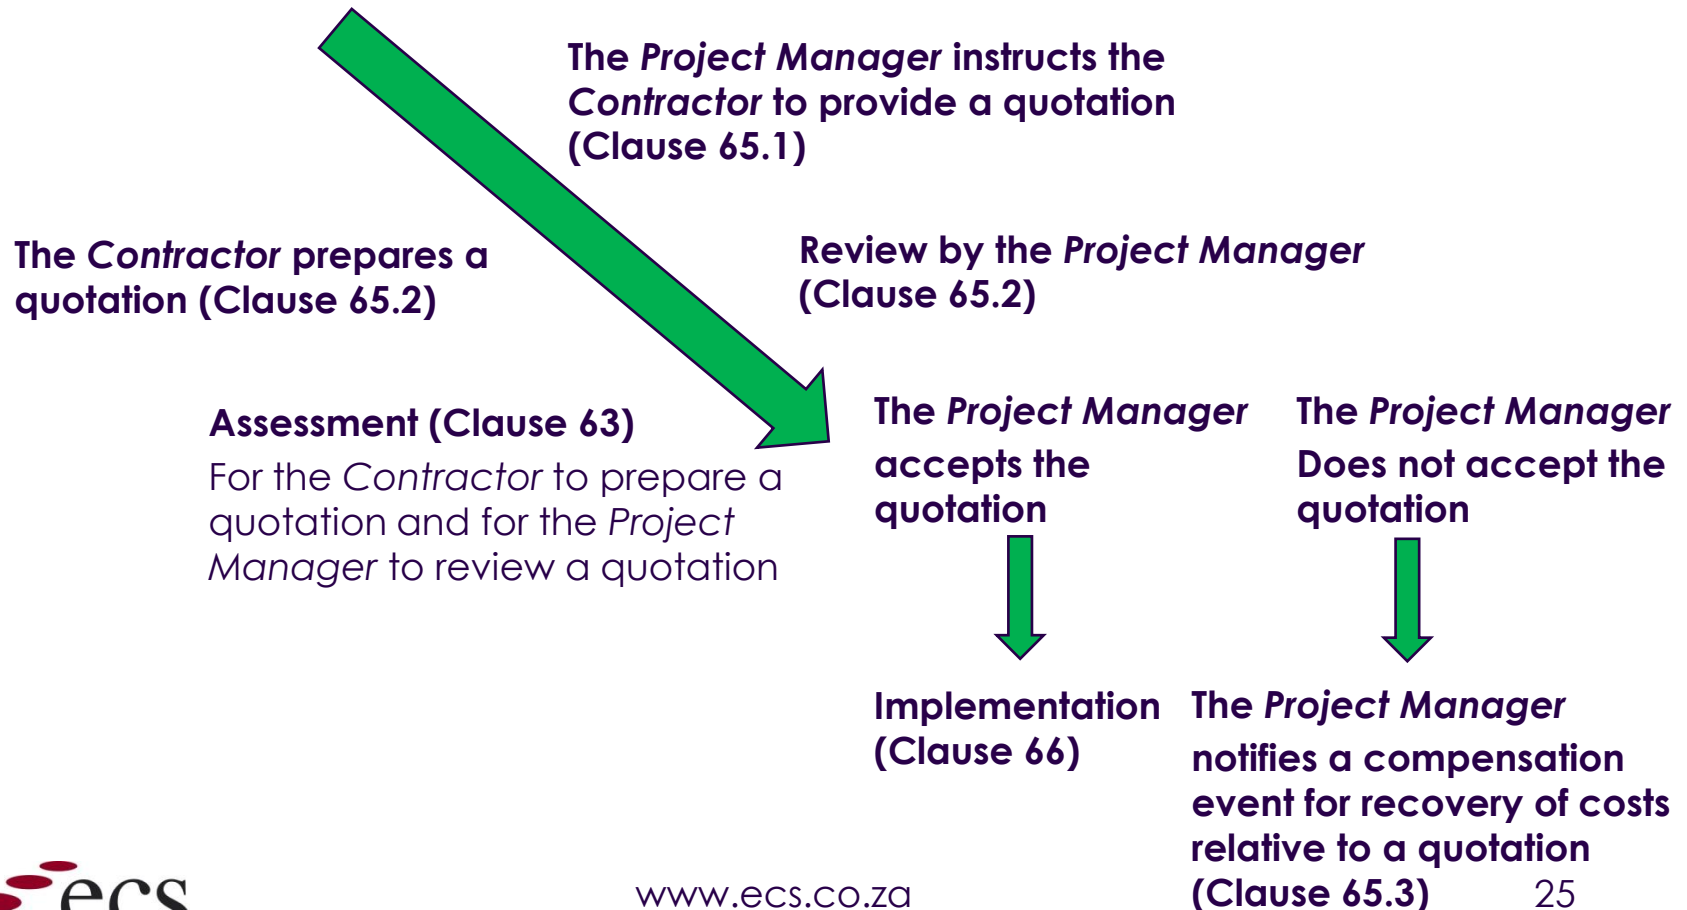 The Project Manager instructs the
Contractor to provide a quotation
(Clause 65.1)
The Contractor prepares a
quotation (Clause 65.2)
Review by the Project Manager
(Clause 65.2)
Assessment (Clause 63)
For the Contractor to prepare a
quotation and for the Project
Manager to review a quotation
The Project Manager
accepts the
quotation
The Project Manager
Does not accept the
quotation
Implementation
(Clause 66)
The Project Manager
notifies a compensation
event for recovery of costs
relative to a quotation
(Clause 65.3)
ecs
www.ecs.co.za
25